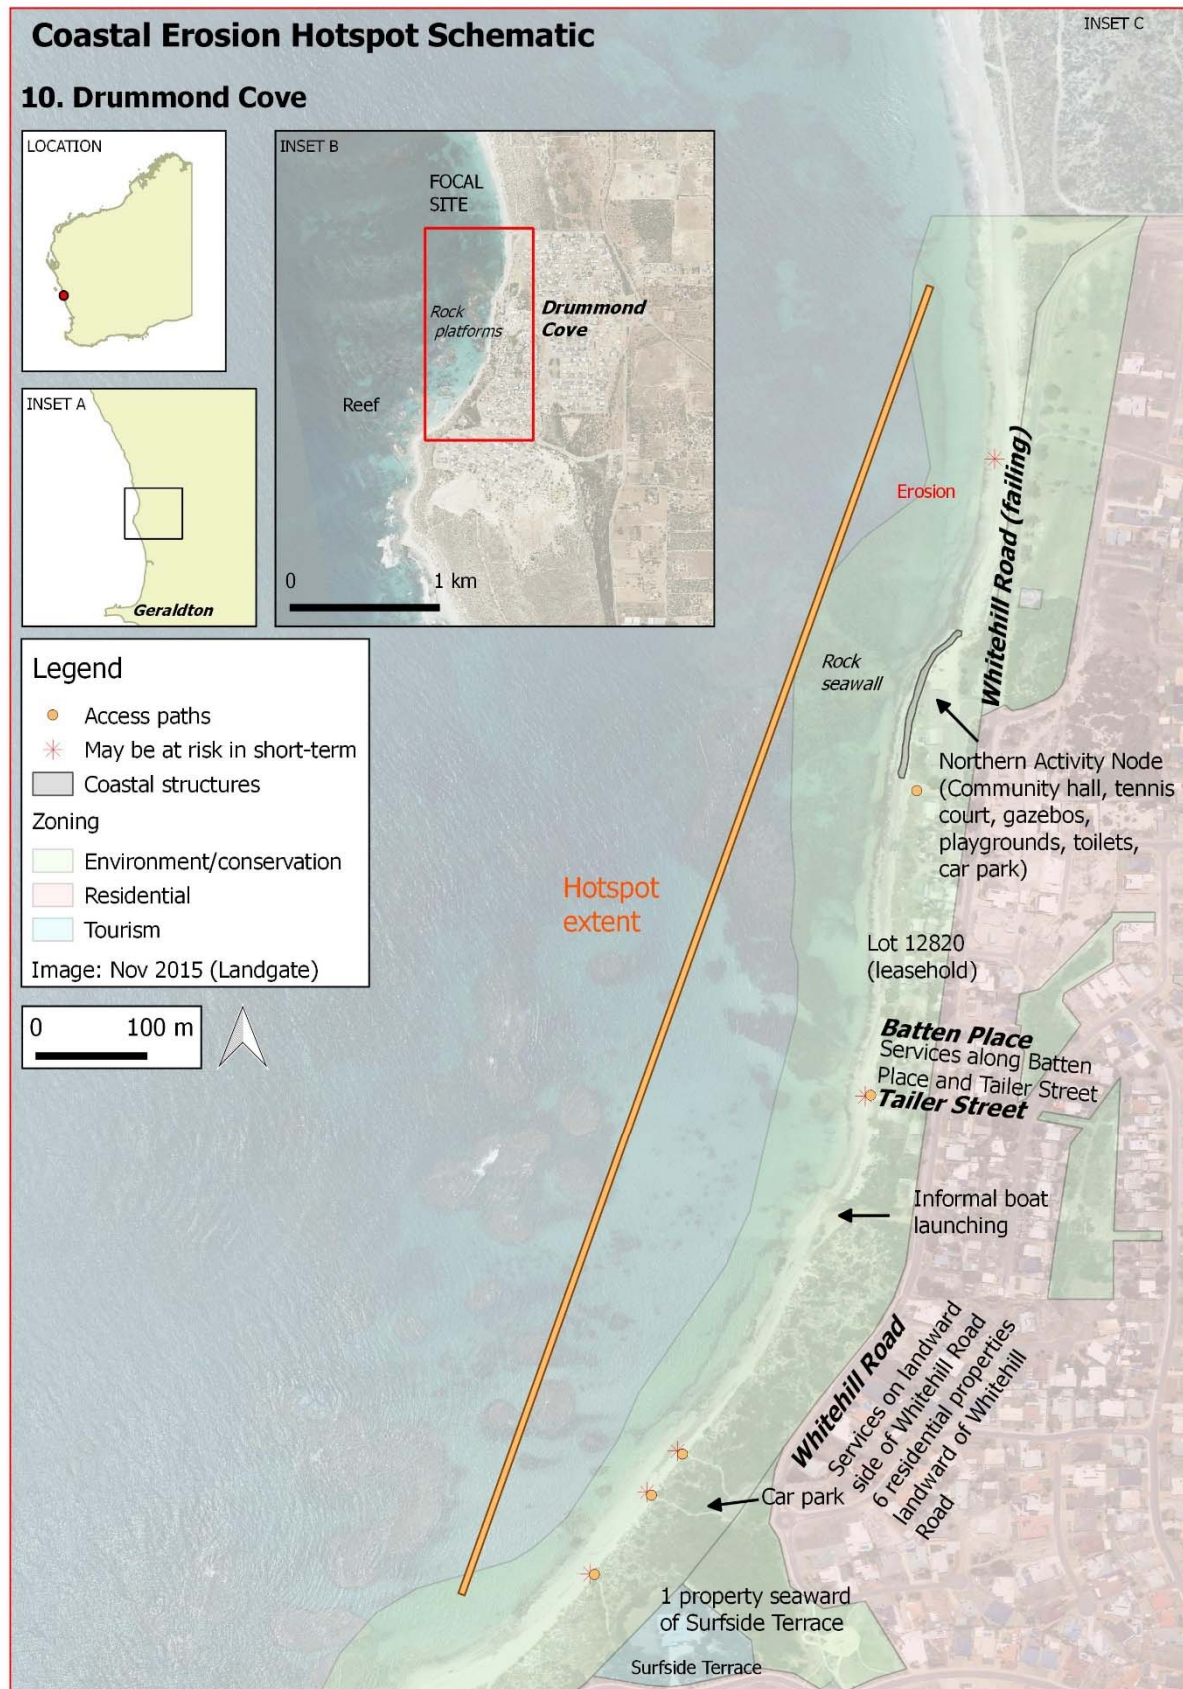 Coastal Erosion Hotspot Schematic
INSET C
10. Drummond Cove
LOCATION
INSET B
FOCAL
SITE
Rock
platforms
Drummond
Cove
Reef
0
1 km
INSET A
Geraldton
Legend
Access paths
May be at risk in short-term
Coastal structures
Zoning
Environment/conservation
Residential
Tourism
Image: Nov 2015 (Landgate)
0
100 m
Erosion
Whitehill Road (failing)
Rock
seawall
Northern Activity Node
(Community hall, tennis
court, gazebos,
playgrounds, toilets,
car park)
Hotspot
extent
Lot 12820
(leasehold)
Batten Place
Services along Batten
Place and Tailer Street
Tailer Street
Informal boat
launching
Whitehill Road
Services on landward
side of Whitehill Road
6 residential properties
landward of Whitehill
Road
Car park
1 property seaward
of Surfside Terrace
Surfside Terrace